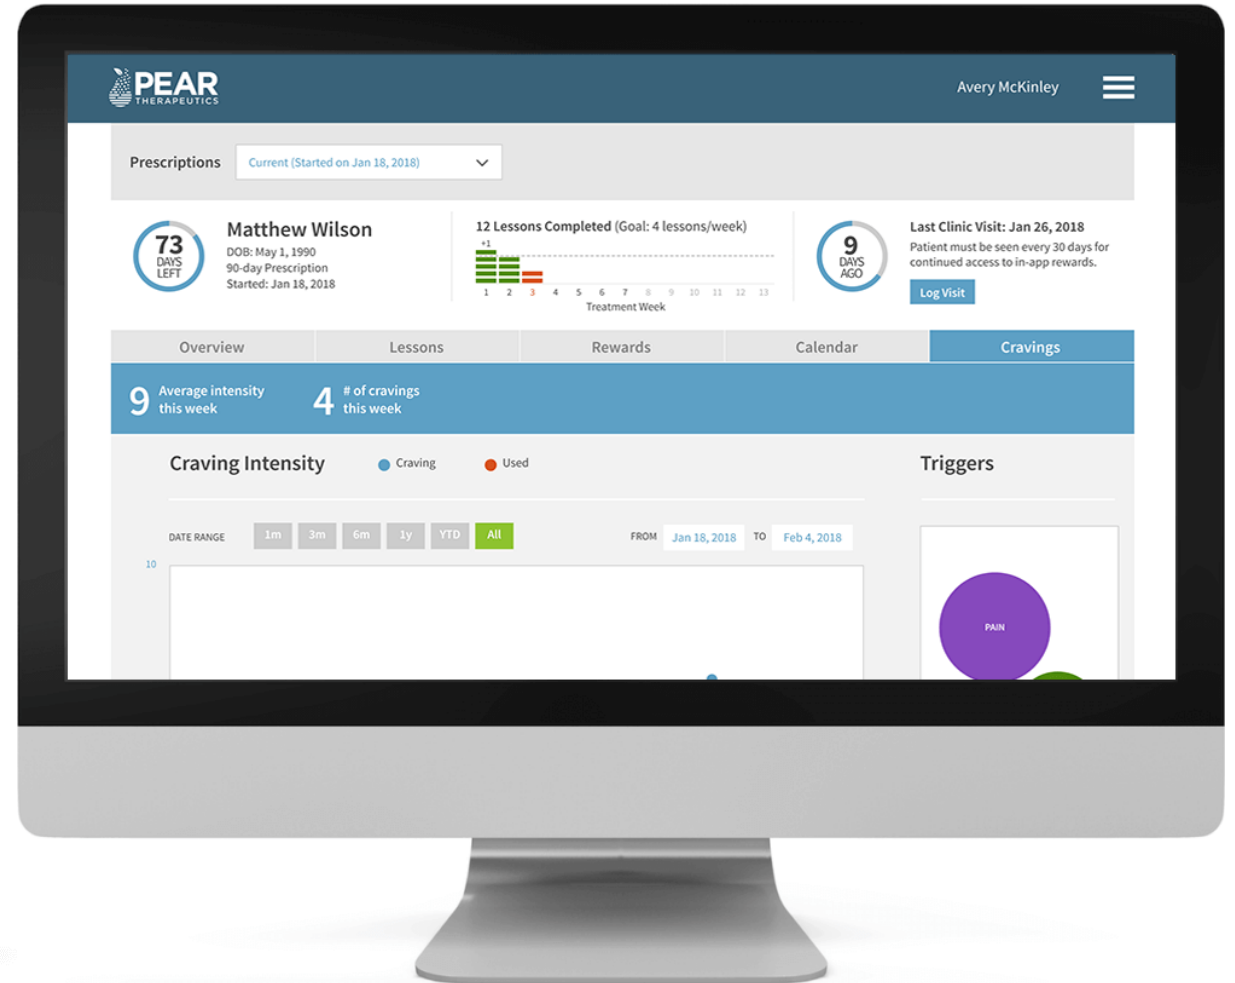 PEAR
THERAPEUTICS
Avery McKinley
Prescriptions
Current (Started on Jan 18, 2018)
73
DAYS
LEFT
Matthew Wilson
DOB: May 1, 1990
90-day Prescription
Started: Jan 18, 2018
12 Lessons Completed (Goal: 4 lessons/week)
+1
1 2 3 4 5 6 7 8 9 10 11 12 13
Treatment Week
9
DAYS
AGO
Last Clinic Visit: Jan 26, 2018
Patient must be seen every 30 days for
continued access to in-app rewards.
Log Visit
Overview Lessons Rewards Calendar Cravings
9 Average intensity
this week
4 # of cravings
this week
Craving Intensity
Craving
Used
Triggers
DATE RANGE 1m 3m 6m 1y YTD All
FROM Jan 18, 2018 TO Feb 4, 2018
10
PAIN